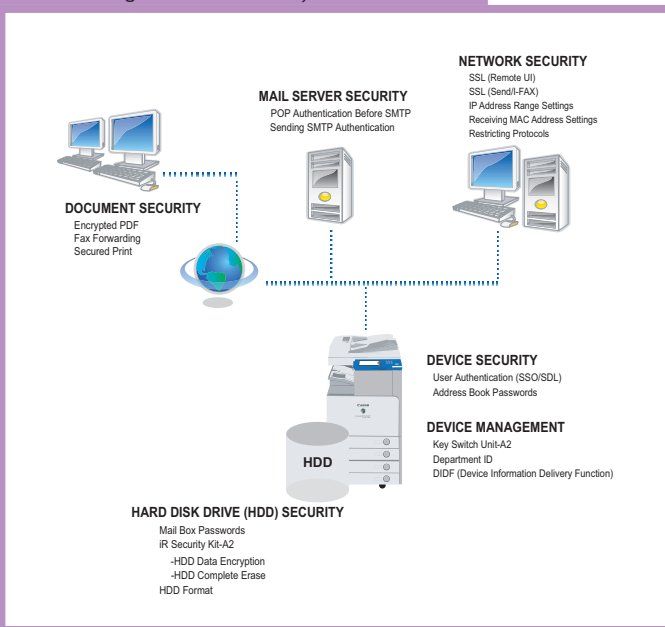 NETWORK SECURITY
SSL (Remote UI)
SSL (Send/I-FAX)
IP Address Range Settings
Receiving MAC Address Settings
Restricting Protocols
MAIL SERVER SECURITY
POP Authentication Before SMTP
Sending SMTP Authentication
DOCUMENT SECURITY
Encrypted PDF
Fax Forwarding
Secured Print
DEVICE SECURITY
User Authentication (SSO/SDL)
Address Book Passwords
DEVICE MANAGEMENT
Key Switch Unit-A2
Department ID
DIDF (Device Information Delivery Function)
Canon
HDD
HARD DISK DRIVE (HDD) SECURITY
Mail Box Passwords
iR Security Kit-A2
-HDD Data Encryption
-HDD Complete Erase
HDD Format